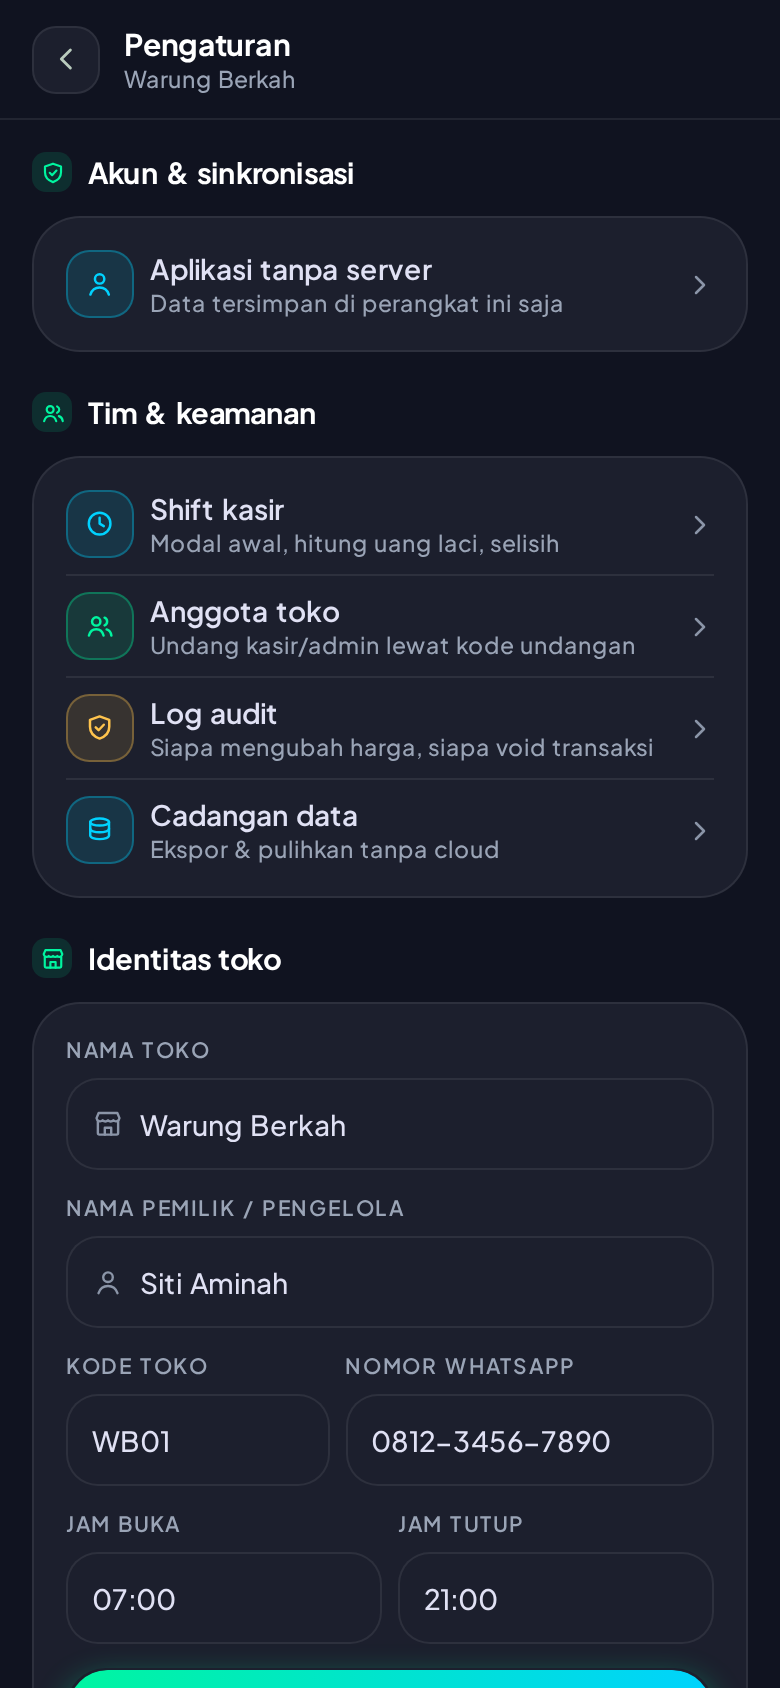 Pengaturan
Warung Berkah
Akun & sinkronisasi
Aplikasi tanpa server
Data tersimpan di perangkat ini saja
Tim & keamanan
Shift kasir
Modal awal, hitung uang laci, selisih
Anggota toko
Undang kasir/admin lewat kode undangan
Log audit
Siapa mengubah harga, siapa void transaksi
Cadangan data
Ekspor & pulihkan tanpa cloud
Identitas toko
NAMA TOKO
Warung Berkah
NAMA PEMILIK / PENGELOLA
Siti Aminah
KODE TOKO
NOMOR WHATSAPP
WB01
0812–3456–7890
JAM BUKA
JAM TUTUP
07:00
21:00